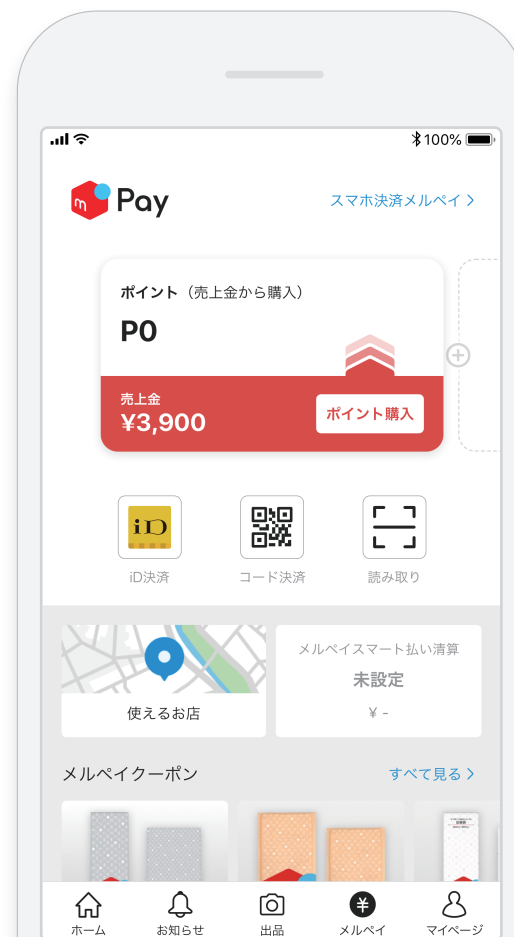 100%
m Pay
スマホ決済メルペイ
ポイント（売上金から購入）
P0
売上金
¥3,900
ポイント購入
iD
iD決済
コード決済
読み取り
使えるお店
メルペイスマート払い清算
未設定
¥ -
メルペイクーポン
すべて見る
ホーム
お知らせ
出品
¥
メルペイ
マイページ